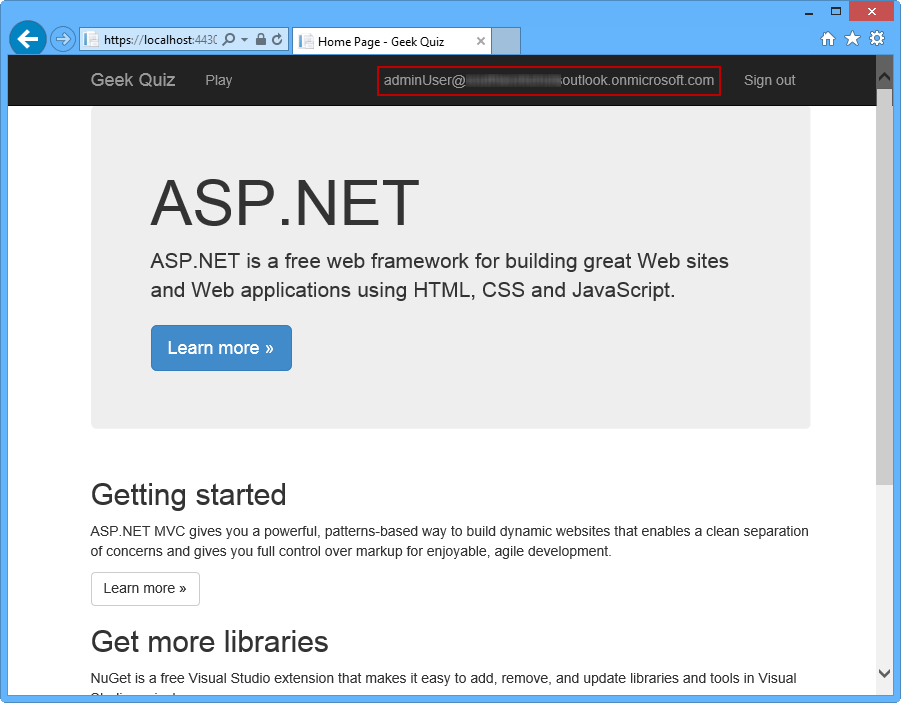 https://localhost:4430
Home Page - Geek Quiz
Geek Quiz Play adminUser@ outlook.onmicrosoft.com Sign out
ASP.NET
ASP.NET is a free web framework for building great Web sites
and Web applications using HTML, CSS and JavaScript.
Learn more »
Getting started
ASP.NET MVC gives you a powerful, patterns-based way to build dynamic websites that enables a clean separation
of concerns and gives you full control over markup for enjoyable, agile development.
Learn more »
Get more libraries
NuGet is a free Visual Studio extension that makes it easy to add, remove, and update libraries and tools in Visual